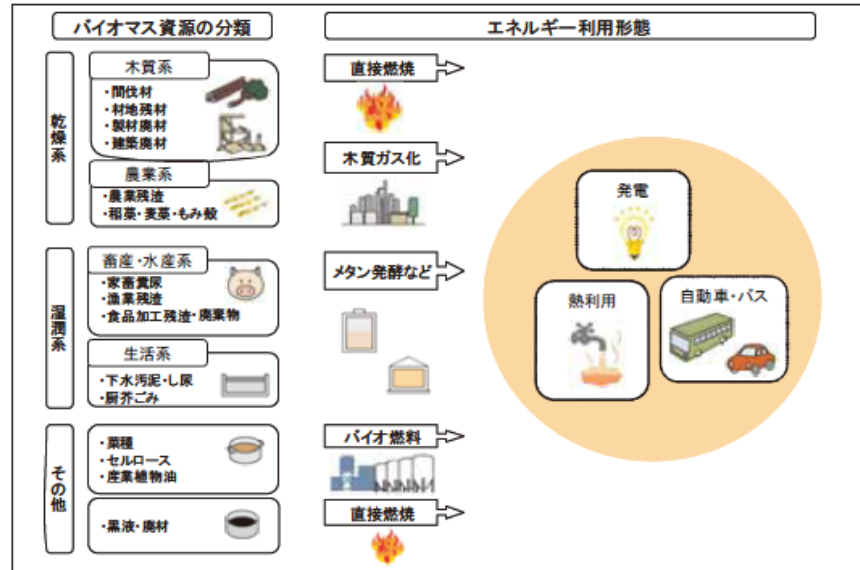 バイオマス資源の分類
エネルギー利用形態
乾燥系
木質系
・間伐材
・材地残材
・製材廃材
・建築廃材
農業系
・農業残渣
・稲藁・麦藁・もみ殻
湿潤系
畜産・水産系
・家畜糞尿
・漁業残渣
・食品加工残渣・廃棄物
生活系
・下水汚泥・し尿
・厨芥ごみ
その他
・菜種
・セルロース
・産業植物油
・黒液・廃材
直接燃焼
木質ガス化
メタン発酵など
バイオ燃料
直接燃焼
発電
熱利用
自動車・バス